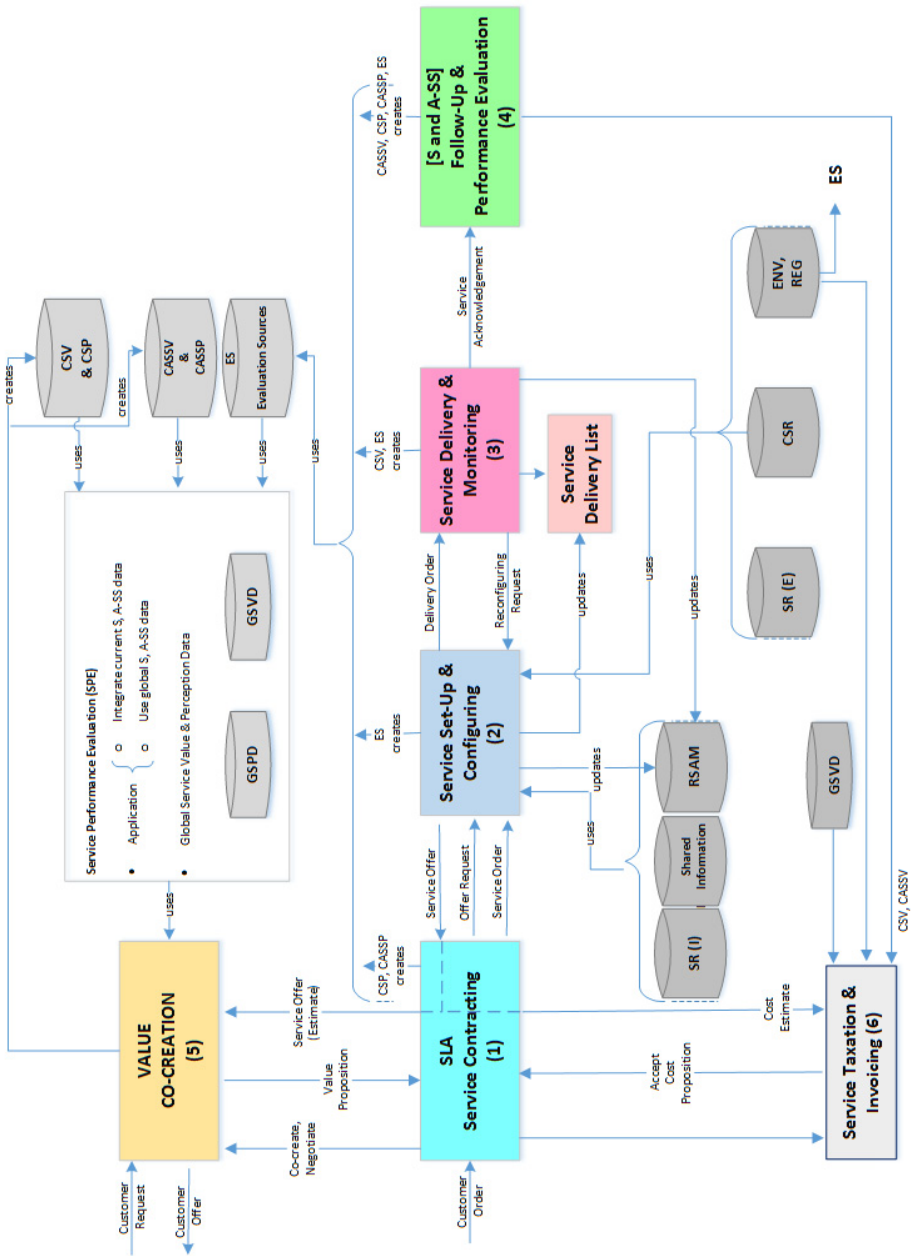 Customer
Request
Customer
Offer
VALUE
CO-CREATION
(5)
uses
Service Performance Evaluation (SPE)
• Application
o Integrate current S, A-SS data
o Use global S, A-SS data
• Global Service Value & Perception Data
GSPD
GSVD
creates
uses
CSV
& CSP
creates
uses
CASSV
&
CASSP
uses
ES
Evaluation Sources
uses
Co-create,
Negotiate
Value
Proposition
Service Offer
(Estimate)
CSP, CASSP
creates
ES
creates
CSV, ES
creates
CASSV, CSP, CASSP, ES
creates
Customer
Order
SLA
Service Contracting
(1)
Service Offer
Offer Request
Service Order
Service Set-Up &
Configuring
(2)
Delivery Order
Reconfiguring
Request
Service Delivery &
Monitoring
(3)
Service
Acknowledgement
[S and A-SS]
Follow-Up &
Performance Evaluation
(4)
updates
Service
Delivery List
uses
updates
uses
updates
SR (I)
Shared
Information
RSAM
SR (E)
CSR
ENV,
REG
ES
Accept
Cost
Proposition
Cost
Estimate
GSVD
CSV, CASSV
Service Taxation &
Invoicing (6)